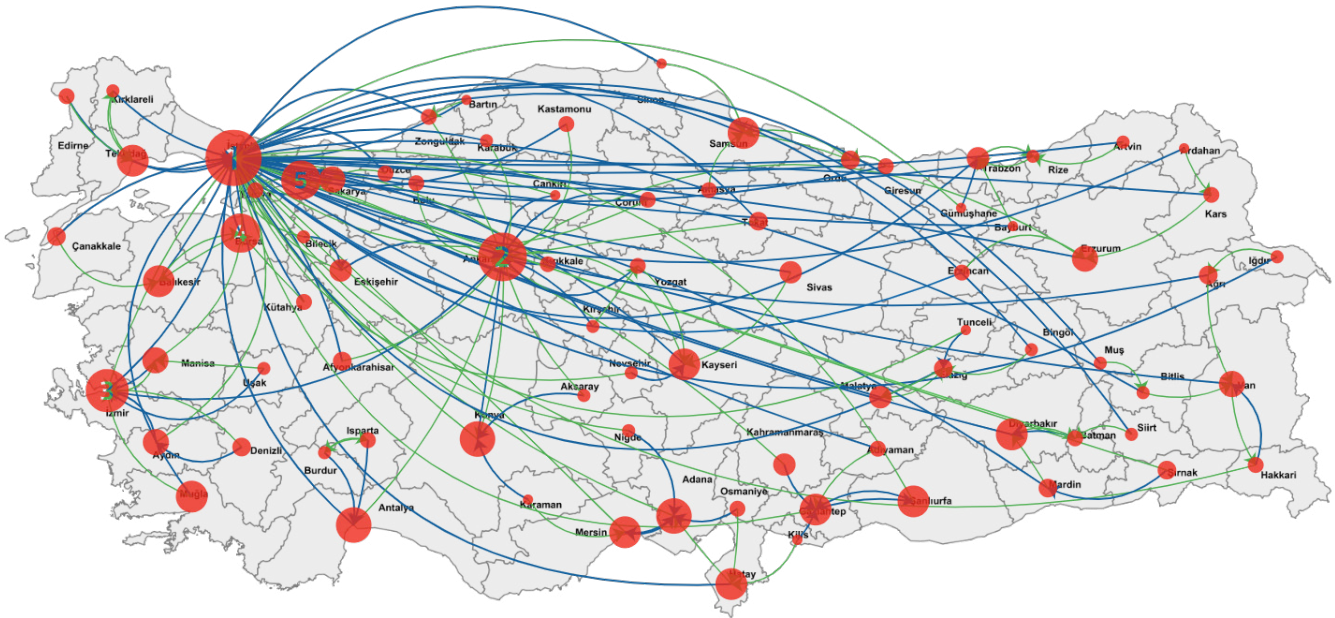 Kırklareli
Edirne
Tekirdağ
Bartın
Kastamonu
Zonguldak
Karabük
Sinop
Samsun
Ordu
Giresun
Trabzon
Rize
Artvin
Ardahan
Kars
Gümüşhane
Bayburt
Erzurum
Iğdır
Ağrı
Düzce
Sakarya
Bolu
Çankırı
Çorum
Amasya
Tokat
Çanakkale
Bursa
Bilecik
Balıkesir
Eskişehir
Ankara
Yozgat
Sivas
Erzincan
Kütahya
Kırşehir
Tunceli
Bingöl
Muş
Bitlis
Van
Manisa
Uşak
Afyonkarahisar
Nevşehir
Kayseri
Malatya
Aksaray
1
5
4
2
3
İzmir
Konya
Isparta
Burdur
Niğde
Kahramanmaraş
Adıyaman
Diyarbakır
Batman
Siirt
Şırnak
Hakkari
Mardin
Aydın
Denizli
Muğla
Antalya
Karaman
Adana
Osmaniye
Mersin
Şanlıurfa
Kilis
Hatay